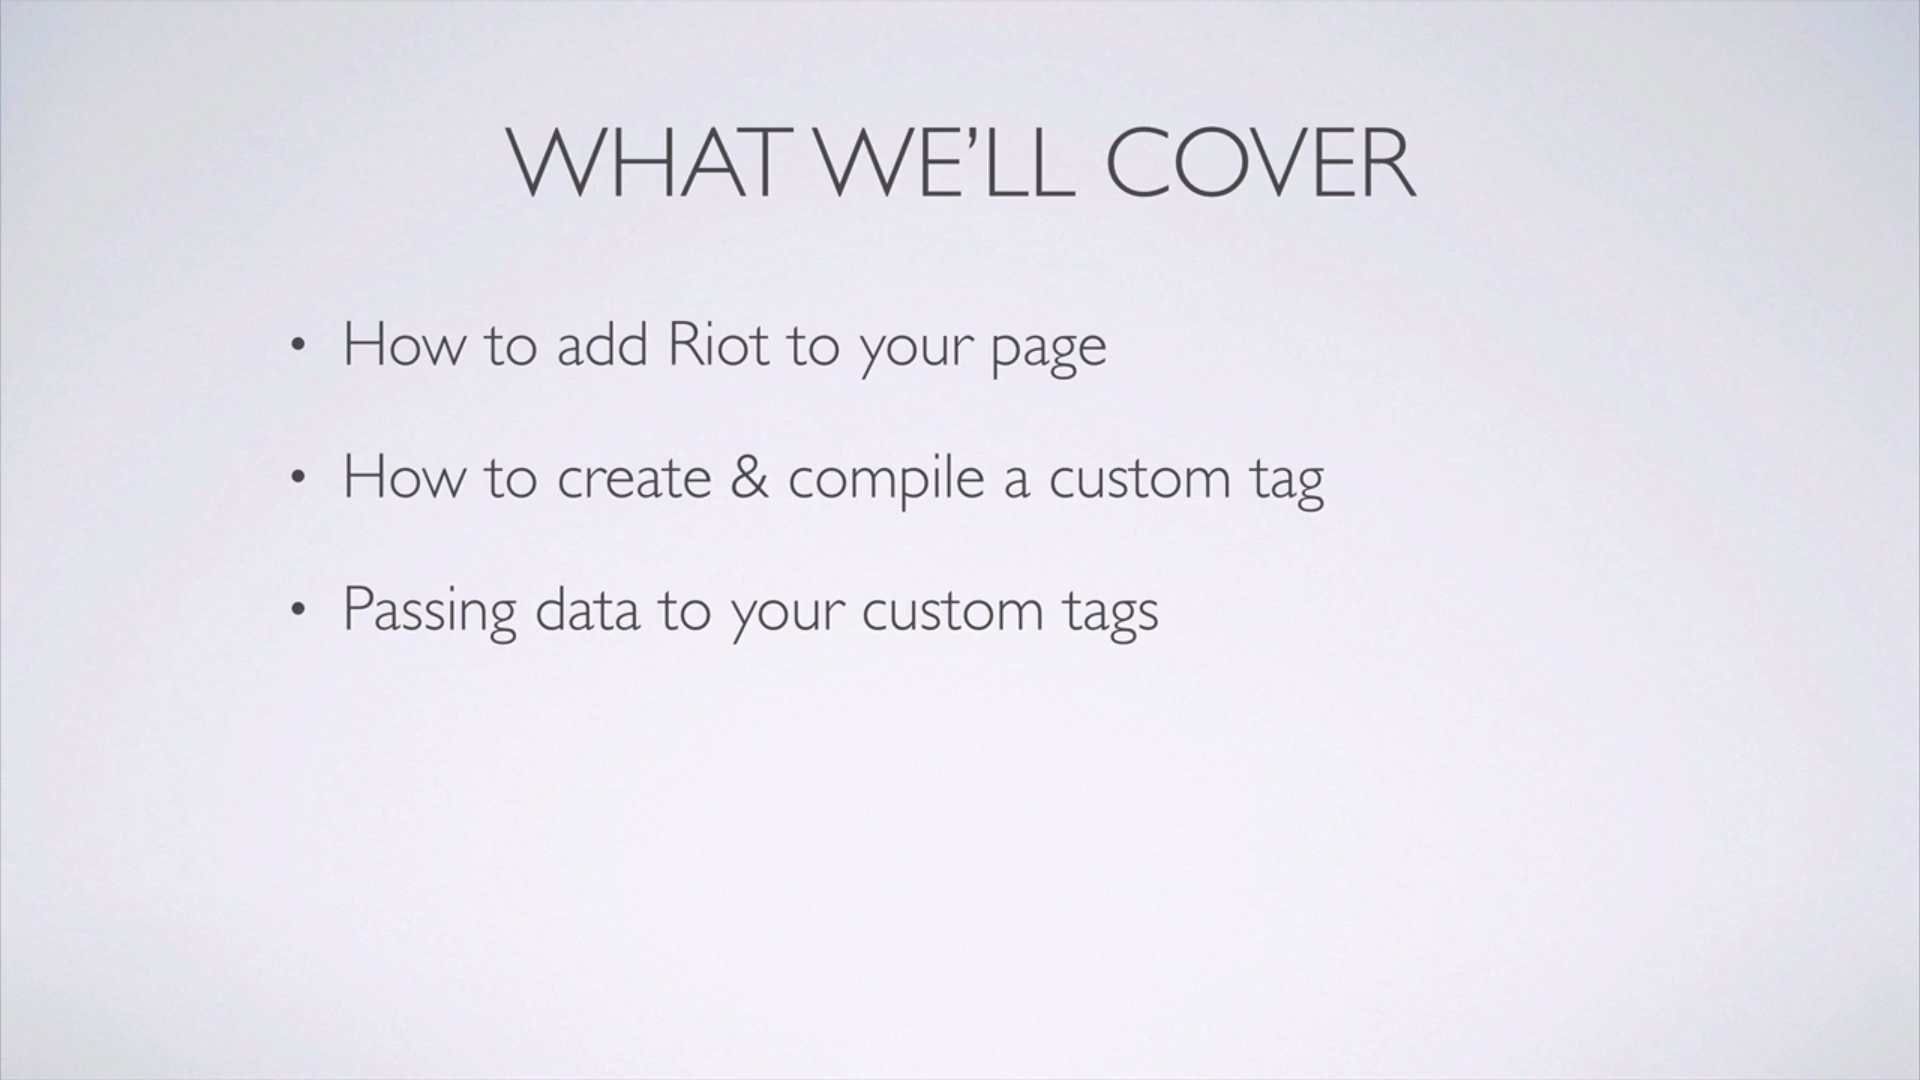 WHAT WE’LL COVER
• How to add Riot to your page
• How to create & compile a custom tag
• Passing data to your custom tags